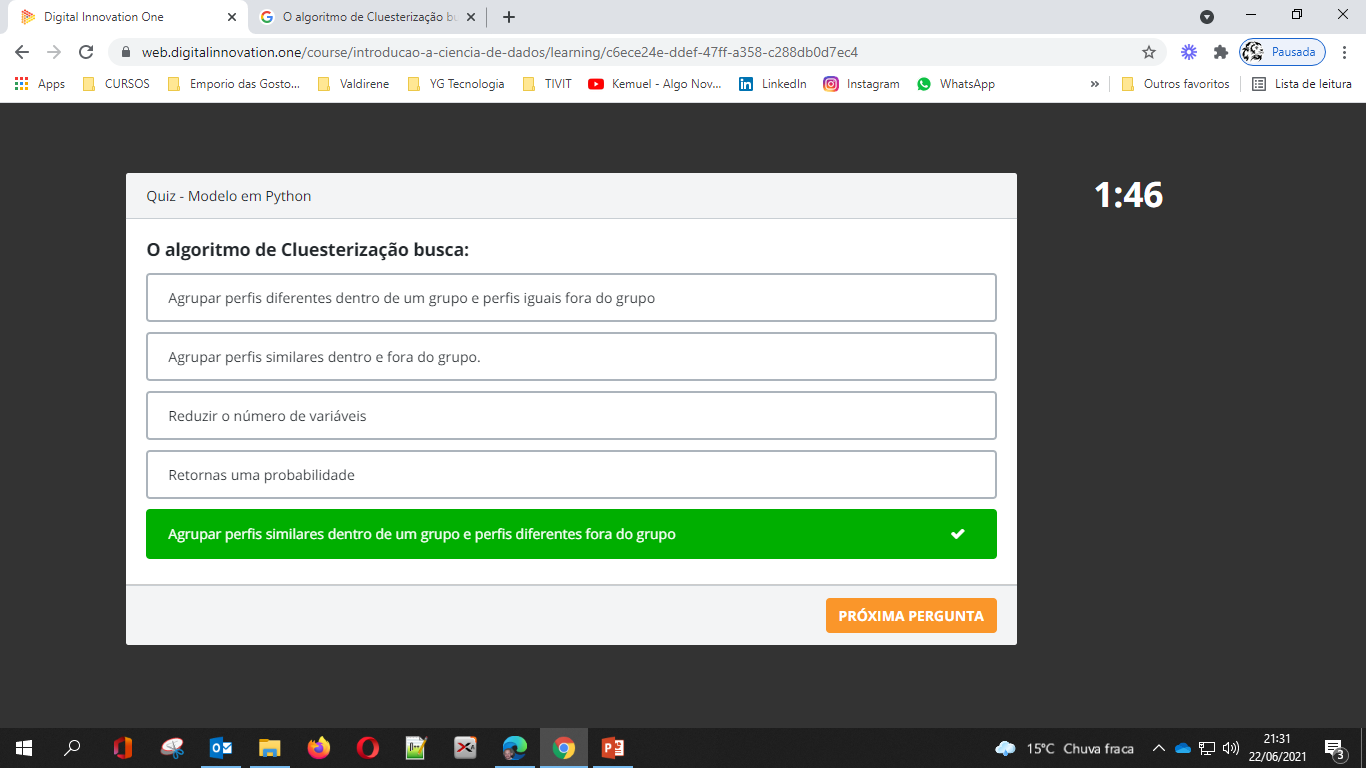 Digital Innovation One
O algoritmo de Cluesterização bu
web.digitalinnovation.one/course/introducao-a-ciencia-de-dados/learning/c6ece24e-ddef-47ff-a358-c288db0d7ec4
Pausada
Apps
CURSOS
Emporio das Gosto...
Valdirene
YG Tecnologia
TIVIT
Kemuel - Algo Nov...
LinkedIn
Instagram
WhatsApp
»
Outros favoritos
Lista de leitura
Quiz - Modelo em Python
1:46
O algoritmo de Cluesterização busca:
Agrupar perfis diferentes dentro de um grupo e perfis iguais fora do grupo
Agrupar perfis similares dentro e fora do grupo.
Reduzir o número de variáveis
Retornas uma probabilidade
Agrupar perfis similares dentro de um grupo e perfis diferentes fora do grupo
PRÓXIMA PERGUNTA
15°C Chuva fraca
21:31
22/06/2021
3